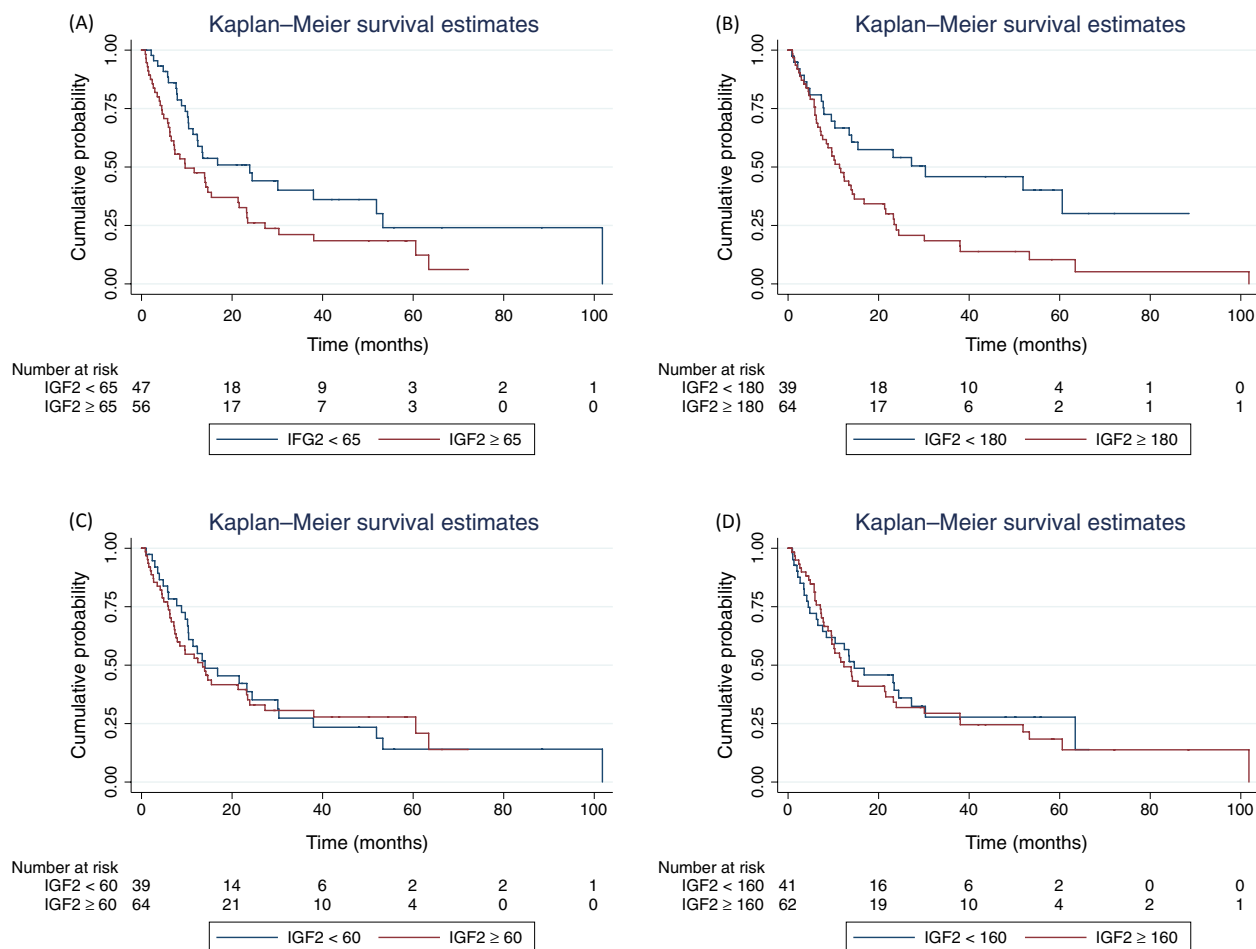 (A) Kaplan–Meier survival estimates
Cumulative probability
1.00
0.75
0.50
0.25
0.00
0 20 40 60 80 100
Time (months)
Number at risk
IGF2 < 65 47 18 9 3 2 1
IGF2 ≥ 65 56 17 7 3 0 0
IFG2 < 65 IGF2 ≥ 65
(B) Kaplan–Meier survival estimates
Cumulative probability
1.00
0.75
0.50
0.25
0.00
0 20 40 60 80 100
Time (months)
Number at risk
IGF2 < 180 39 18 10 4 1 0
IGF2 ≥ 180 64 17 6 2 1 1
IGF2 < 180 IGF2 ≥ 180
(C) Kaplan–Meier survival estimates
Cumulative probability
1.00
0.75
0.50
0.25
0.00
0 20 40 60 80 100
Time (months)
Number at risk
IGF2 < 60 39 14 6 2 2 1
IGF2 ≥ 60 64 21 10 4 0 0
IGF2 < 60 IGF2 ≥ 60
(D) Kaplan–Meier survival estimates
Cumulative probability
1.00
0.75
0.50
0.25
0.00
0 20 40 60 80 100
Time (months)
Number at risk
IGF2 < 160 41 16 6 2 0 0
IGF2 ≥ 160 62 19 10 4 2 1
IGF2 < 160 IGF2 ≥ 160